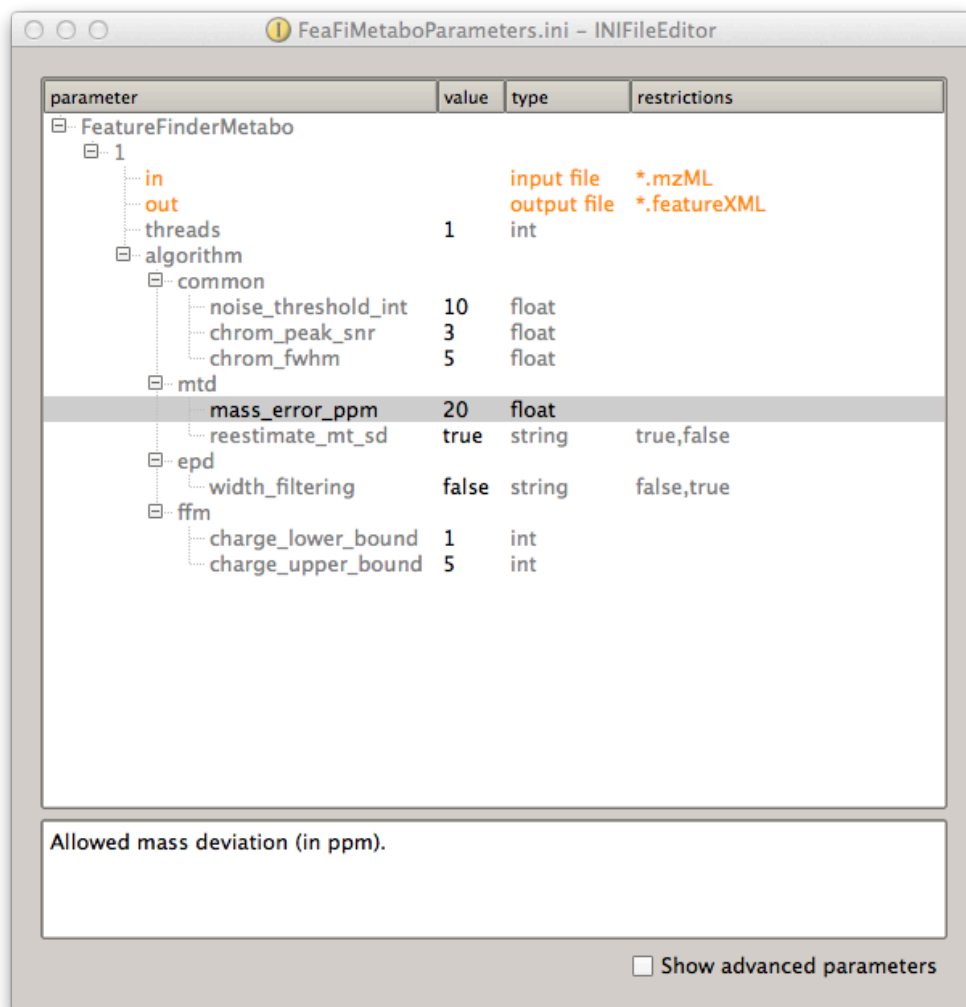 FeaFiMetaboParameters.ini – INIFileEditor
parameter value type restrictions
FeatureFinderMetabo
1
in input file *.mzML
out output file *.featureXML
threads 1 int
algorithm
common
noise_threshold_int 10 float
chrom_peak_snr 3 float
chrom_fwhm 5 float
mtd
mass_error_ppm 20 float
reestimate_mt_sd true string true,false
epd
width_filtering false string false,true
ffm
charge_lower_bound 1 int
charge_upper_bound 5 int
Allowed mass deviation (in ppm).
Show advanced parameters